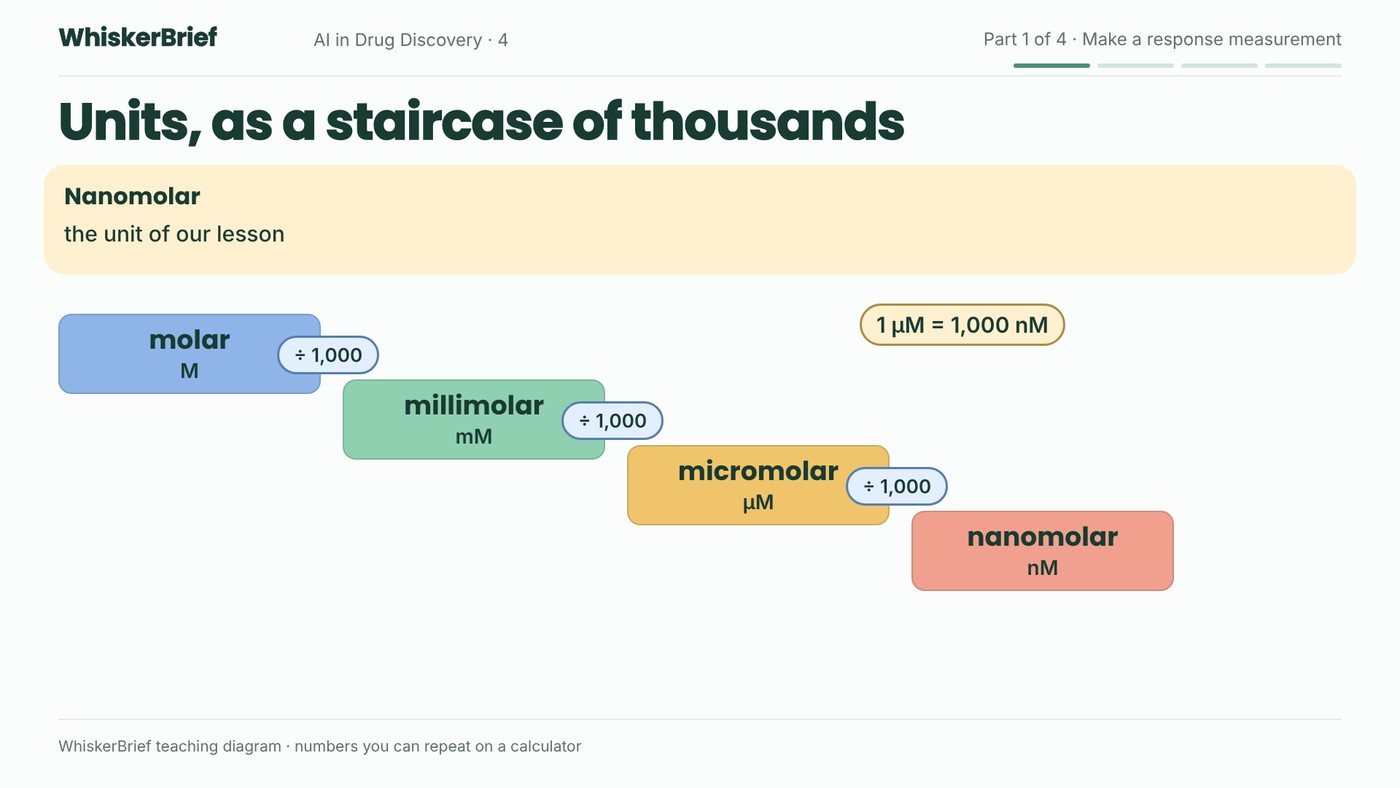 WhiskerBrief
AI in Drug Discovery · 4
Part 1 of 4 · Make a response measurement
Units, as a staircase of thousands
Nanomolar
the unit of our lesson
1 µM = 1,000 nM
molar
M
÷ 1,000
millimolar
mM
÷ 1,000
micromolar
µM
÷ 1,000
nanomolar
nM
WhiskerBrief teaching diagram · numbers you can repeat on a calculator